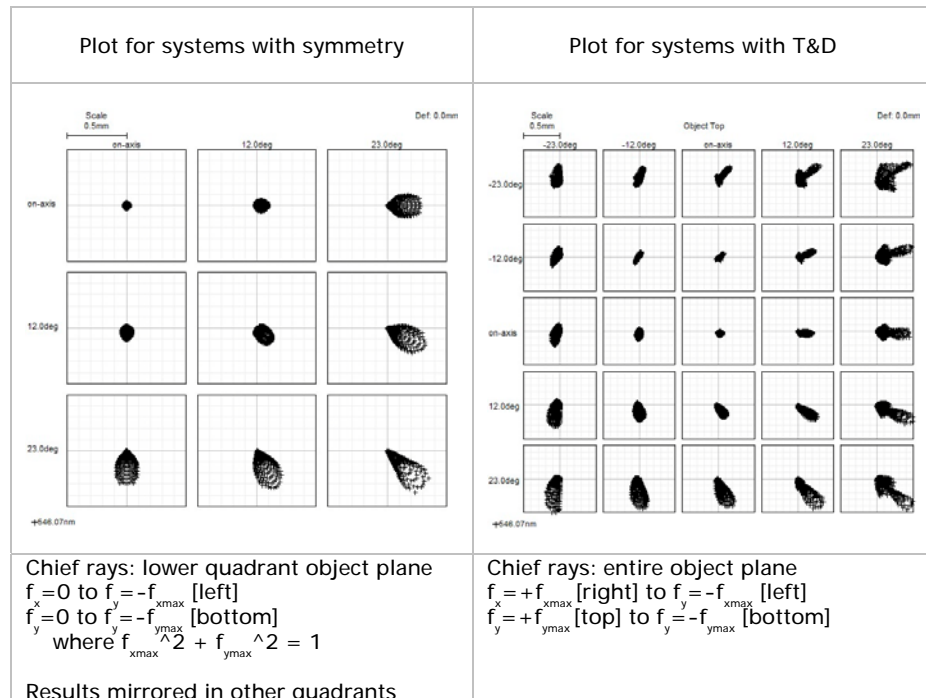 Plot for systems with symmetry
Plot for systems with T&D
Scale
0.5mm
Def: 0.0mm
on-axis 12.0deg 23.0deg
on-axis
12.0deg
23.0deg
+546.07nm
Scale
0.5mm
Object Top
Def: 0.0mm
-23.0deg -12.0deg on-axis 12.0deg 23.0deg
-23.0deg
-12.0deg
on-axis
12.0deg
23.0deg
+546.07nm
Chief rays: lower quadrant object plane
fx=0 to fy=-fxmax [left]
fy=0 to fy=-fymax [bottom]
where fxmax^2 + fymax^2 = 1
Results mirrored in other quadrants
Chief rays: entire object plane
fx=+fxmax [right] to fy=-fxmax [left]
fy=+fymax [top] to fy=-fymax [bottom]